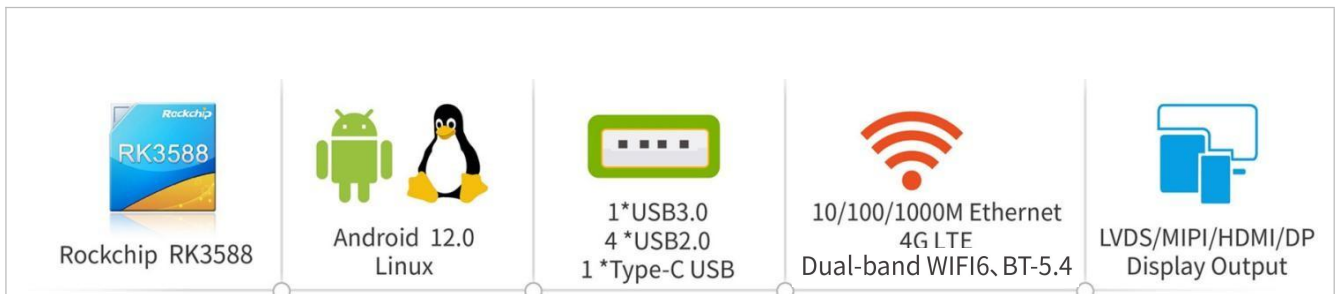 Rockchip
RK3588
Rockchip RK3588
Android 12.0
Linux
1*USB3.0
4 *USB2.0
1 *Type-C USB
10/100/1000M Ethernet
4G LTE
Dual-band WIFI6、BT-5.4
LVDS/MIPI/HDMI/DP
Display Output